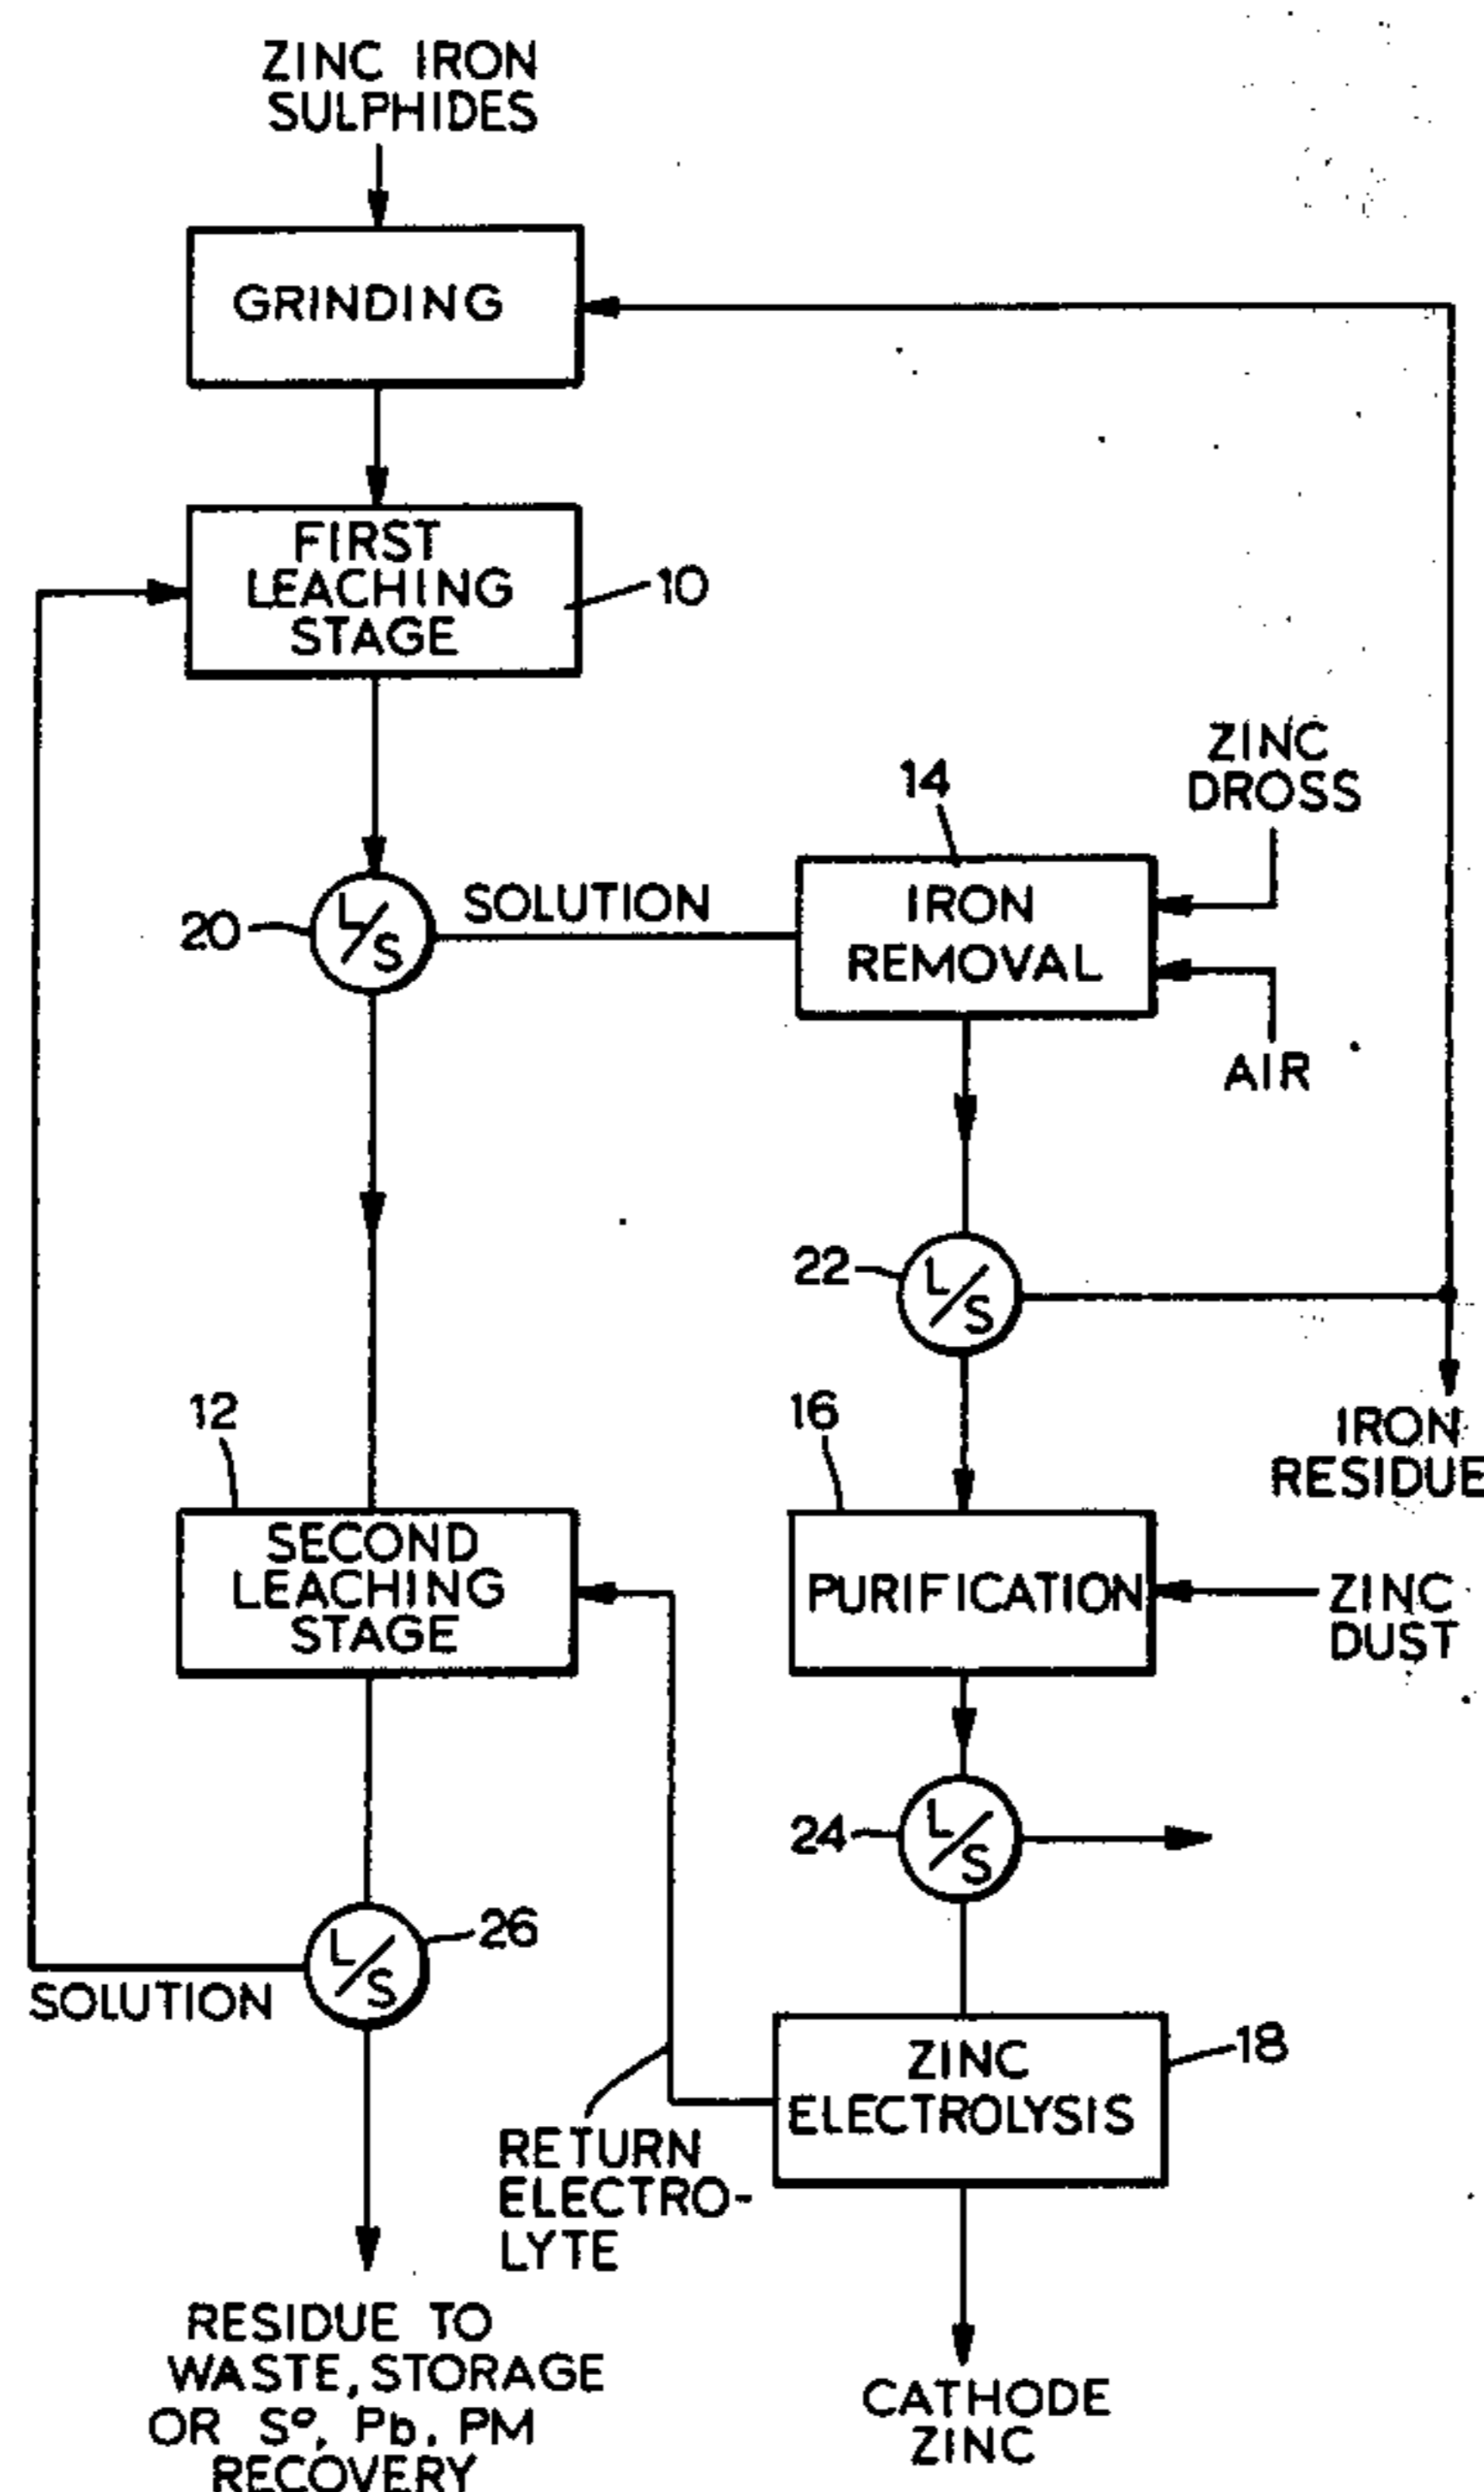 ZINC IRON
SULPHIDES
GRINDING
FIRST
LEACHING
STAGE
10
ZINC
DROSS
14
IRON
REMOVAL
20
L/S
SOLUTION
AIR
22
L/S
12
16
IRON
RESIDUE
SECOND
LEACHING
STAGE
PURIFICATION
ZINC
DUST
24
L/S
26
L/S
SOLUTION
ZINC
ELECTROLYSIS
18
RETURN
ELECTRO-
LYTE
RESIDUE TO
WASTE, STORAGE
OR S°, Pb, PM
RECOVERY
CATHODE
ZINC